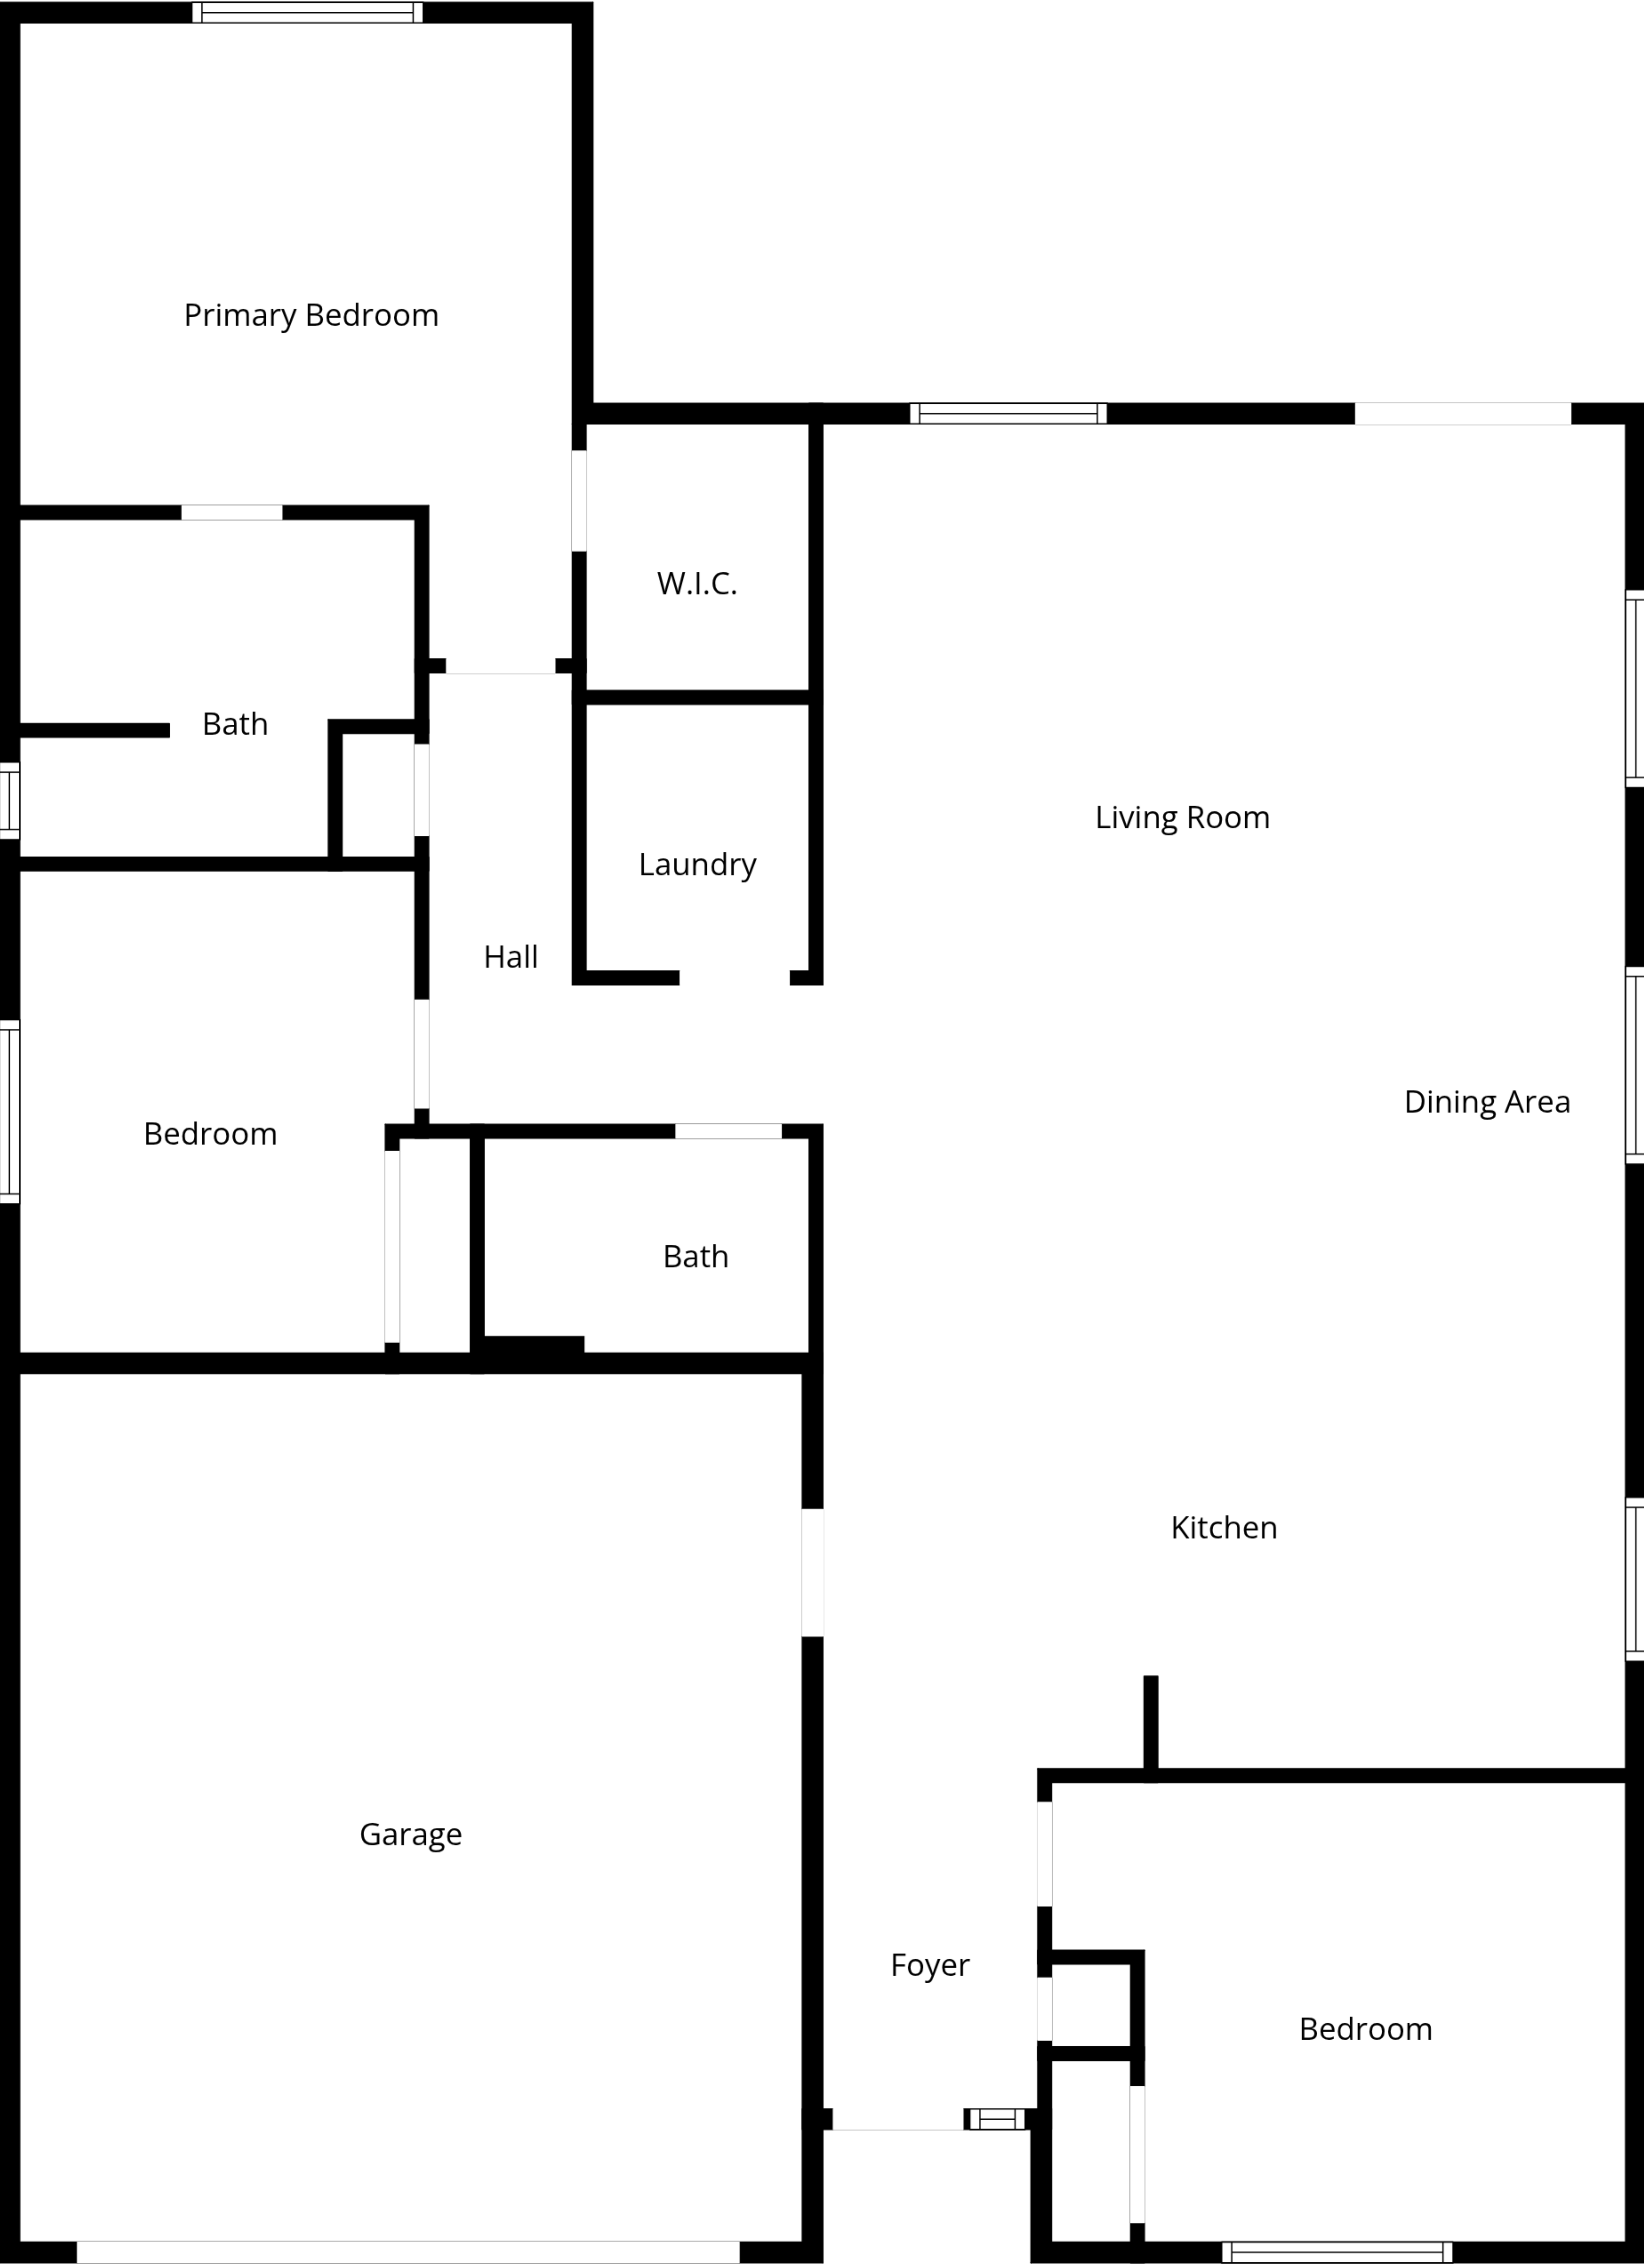 Primary Bedroom
W.I.C.
Bath
Living Room
Laundry
Hall
Dining Area
Bedroom
Bath
Kitchen
Garage
Foyer
Bedroom